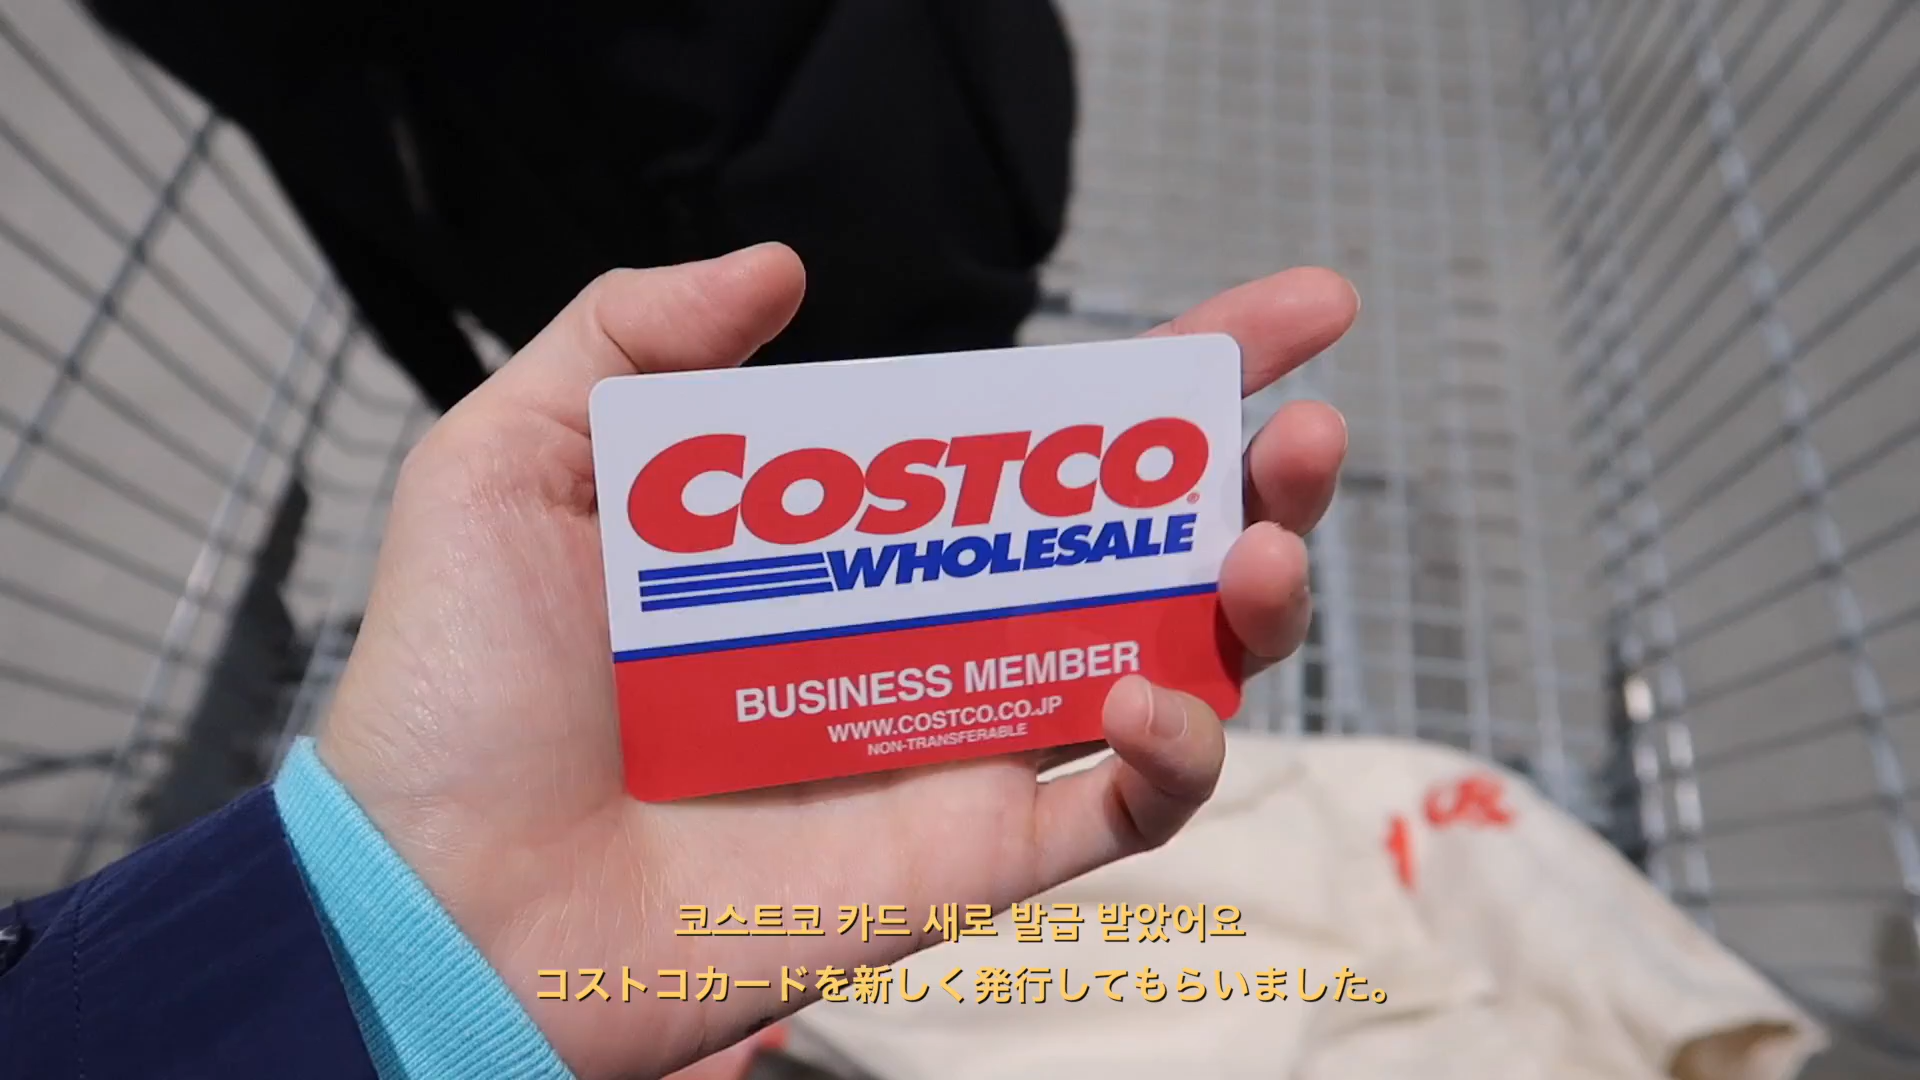 COSTCO
WHOLESALE
BUSINESS MEMBER
WWW.COSTCO.CO.JP
NON-TRANSFERABLE
코스트코 카드 새로 발급 받았어요
コストコカードを新しく発行してもらいました。